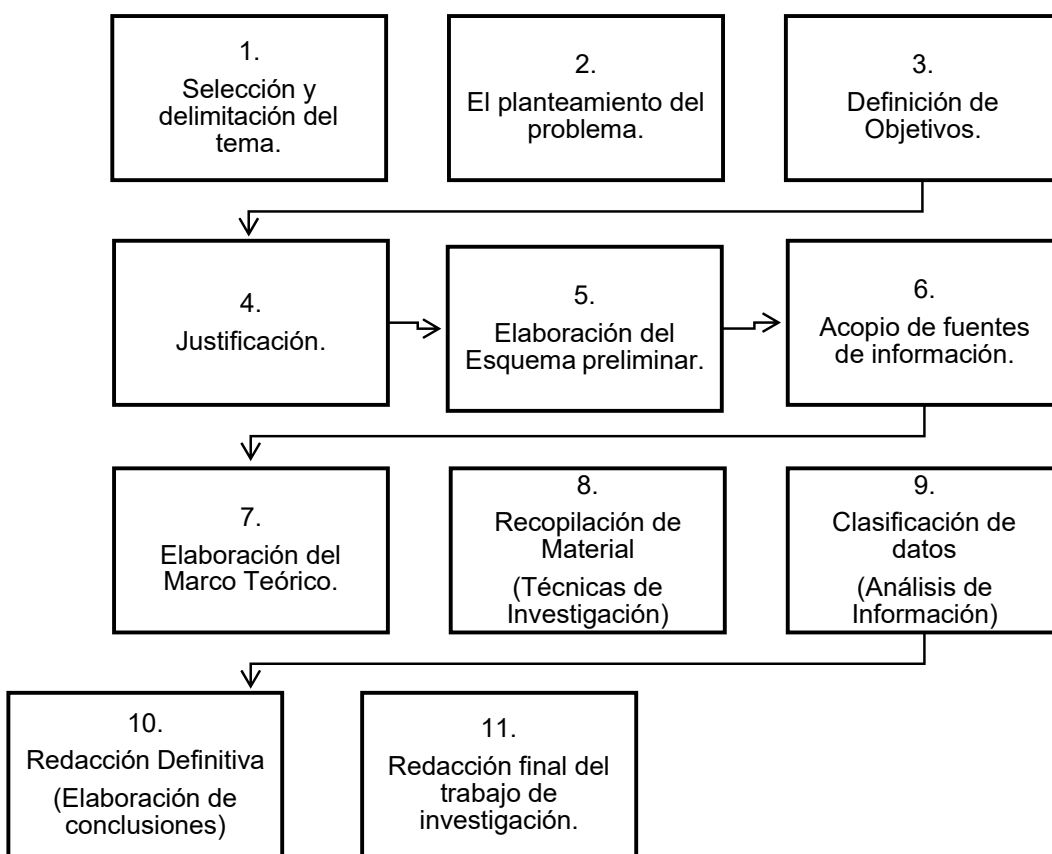 1.
Selección y
delimitación del
tema.
2.
El planteamiento del
problema.
3.
Definición de
Objetivos.
4.
Justificación.
5.
Elaboración del
Esquema preliminar.
6.
Acopio de fuentes
de información.
7.
Elaboración del
Marco Teórico.
8.
Recopilación de
Material
(Técnicas de
Investigación)
9.
Clasificación de
datos
(Análisis de
Información)
10.
Redacción Definitiva
(Elaboración de
conclusiones)
11.
Redacción final del
trabajo de
investigación.